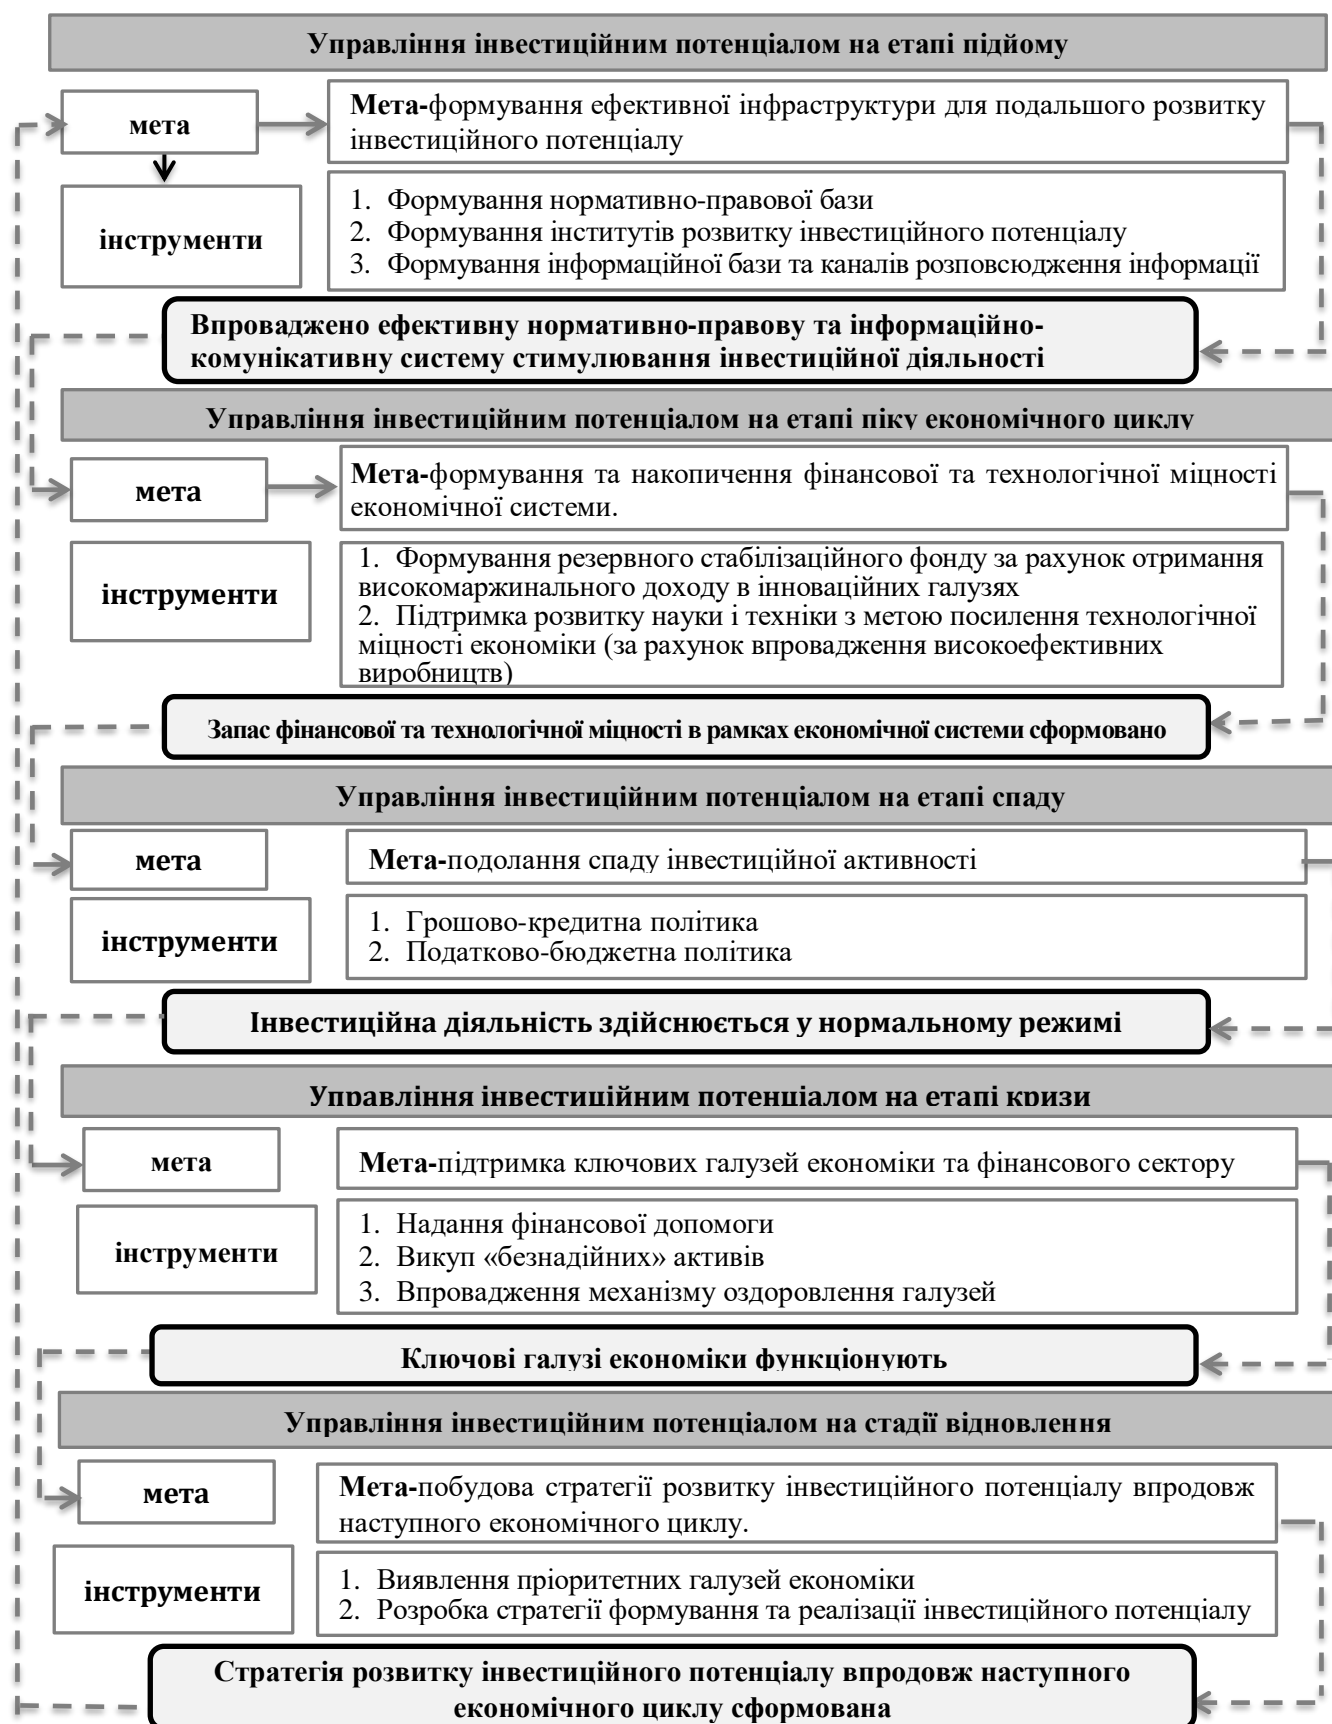 Управління інвестиційним потенціалом на етапі підйому
мета
Мета-формування ефективної інфраструктури для подальшого розвитку
інвестиційного потенціалу
інструменти
1. Формування нормативно-правової бази
2. Формування інститутів розвитку інвестиційного потенціалу
3. Формування інформаційної бази та каналів розповсюдження інформації
Впроваджено ефективну нормативно-правову та інформаційно-
комунікативну систему стимулювання інвестиційної діяльності
Управління інвестиційним потенціалом на етапі піку економічного циклу
мета
Мета-формування та накопичення фінансової та технологічної міцності
економічної системи.
інструменти
1. Формування резервного стабілізаційного фонду за рахунок отримання
високомаржинального доходу в інноваційних галузях
2. Підтримка розвитку науки і техніки з метою посилення технологічної
міцності економіки (за рахунок впровадження високоефективних
виробництв)
Запас фінансової та технологічної міцності в рамках економічної системи сформовано
Управління інвестиційним потенціалом на етапі спаду
мета
Мета-подолання спаду інвестиційної активності
інструменти
1. Грошово-кредитна політика
2. Податково-бюджетна політика
Інвестиційна діяльність здійснюється у нормальному режимі
Управління інвестиційним потенціалом на етапі кризи
мета
Мета-підтримка ключових галузей економіки та фінансового сектору
інструменти
1. Надання фінансової допомоги
2. Викуп «безнадійних» активів
3. Впровадження механізму оздоровлення галузей
Ключові галузі економіки функціонують
Управління інвестиційним потенціалом на стадії відновлення
мета
Мета-побудова стратегії розвитку інвестиційного потенціалу впродовж
наступного економічного циклу.
інструменти
1. Виявлення пріоритетних галузей економіки
2. Розробка стратегії формування та реалізації інвестиційного потенціалу
Стратегія розвитку інвестиційного потенціалу впродовж наступного
економічного циклу сформована